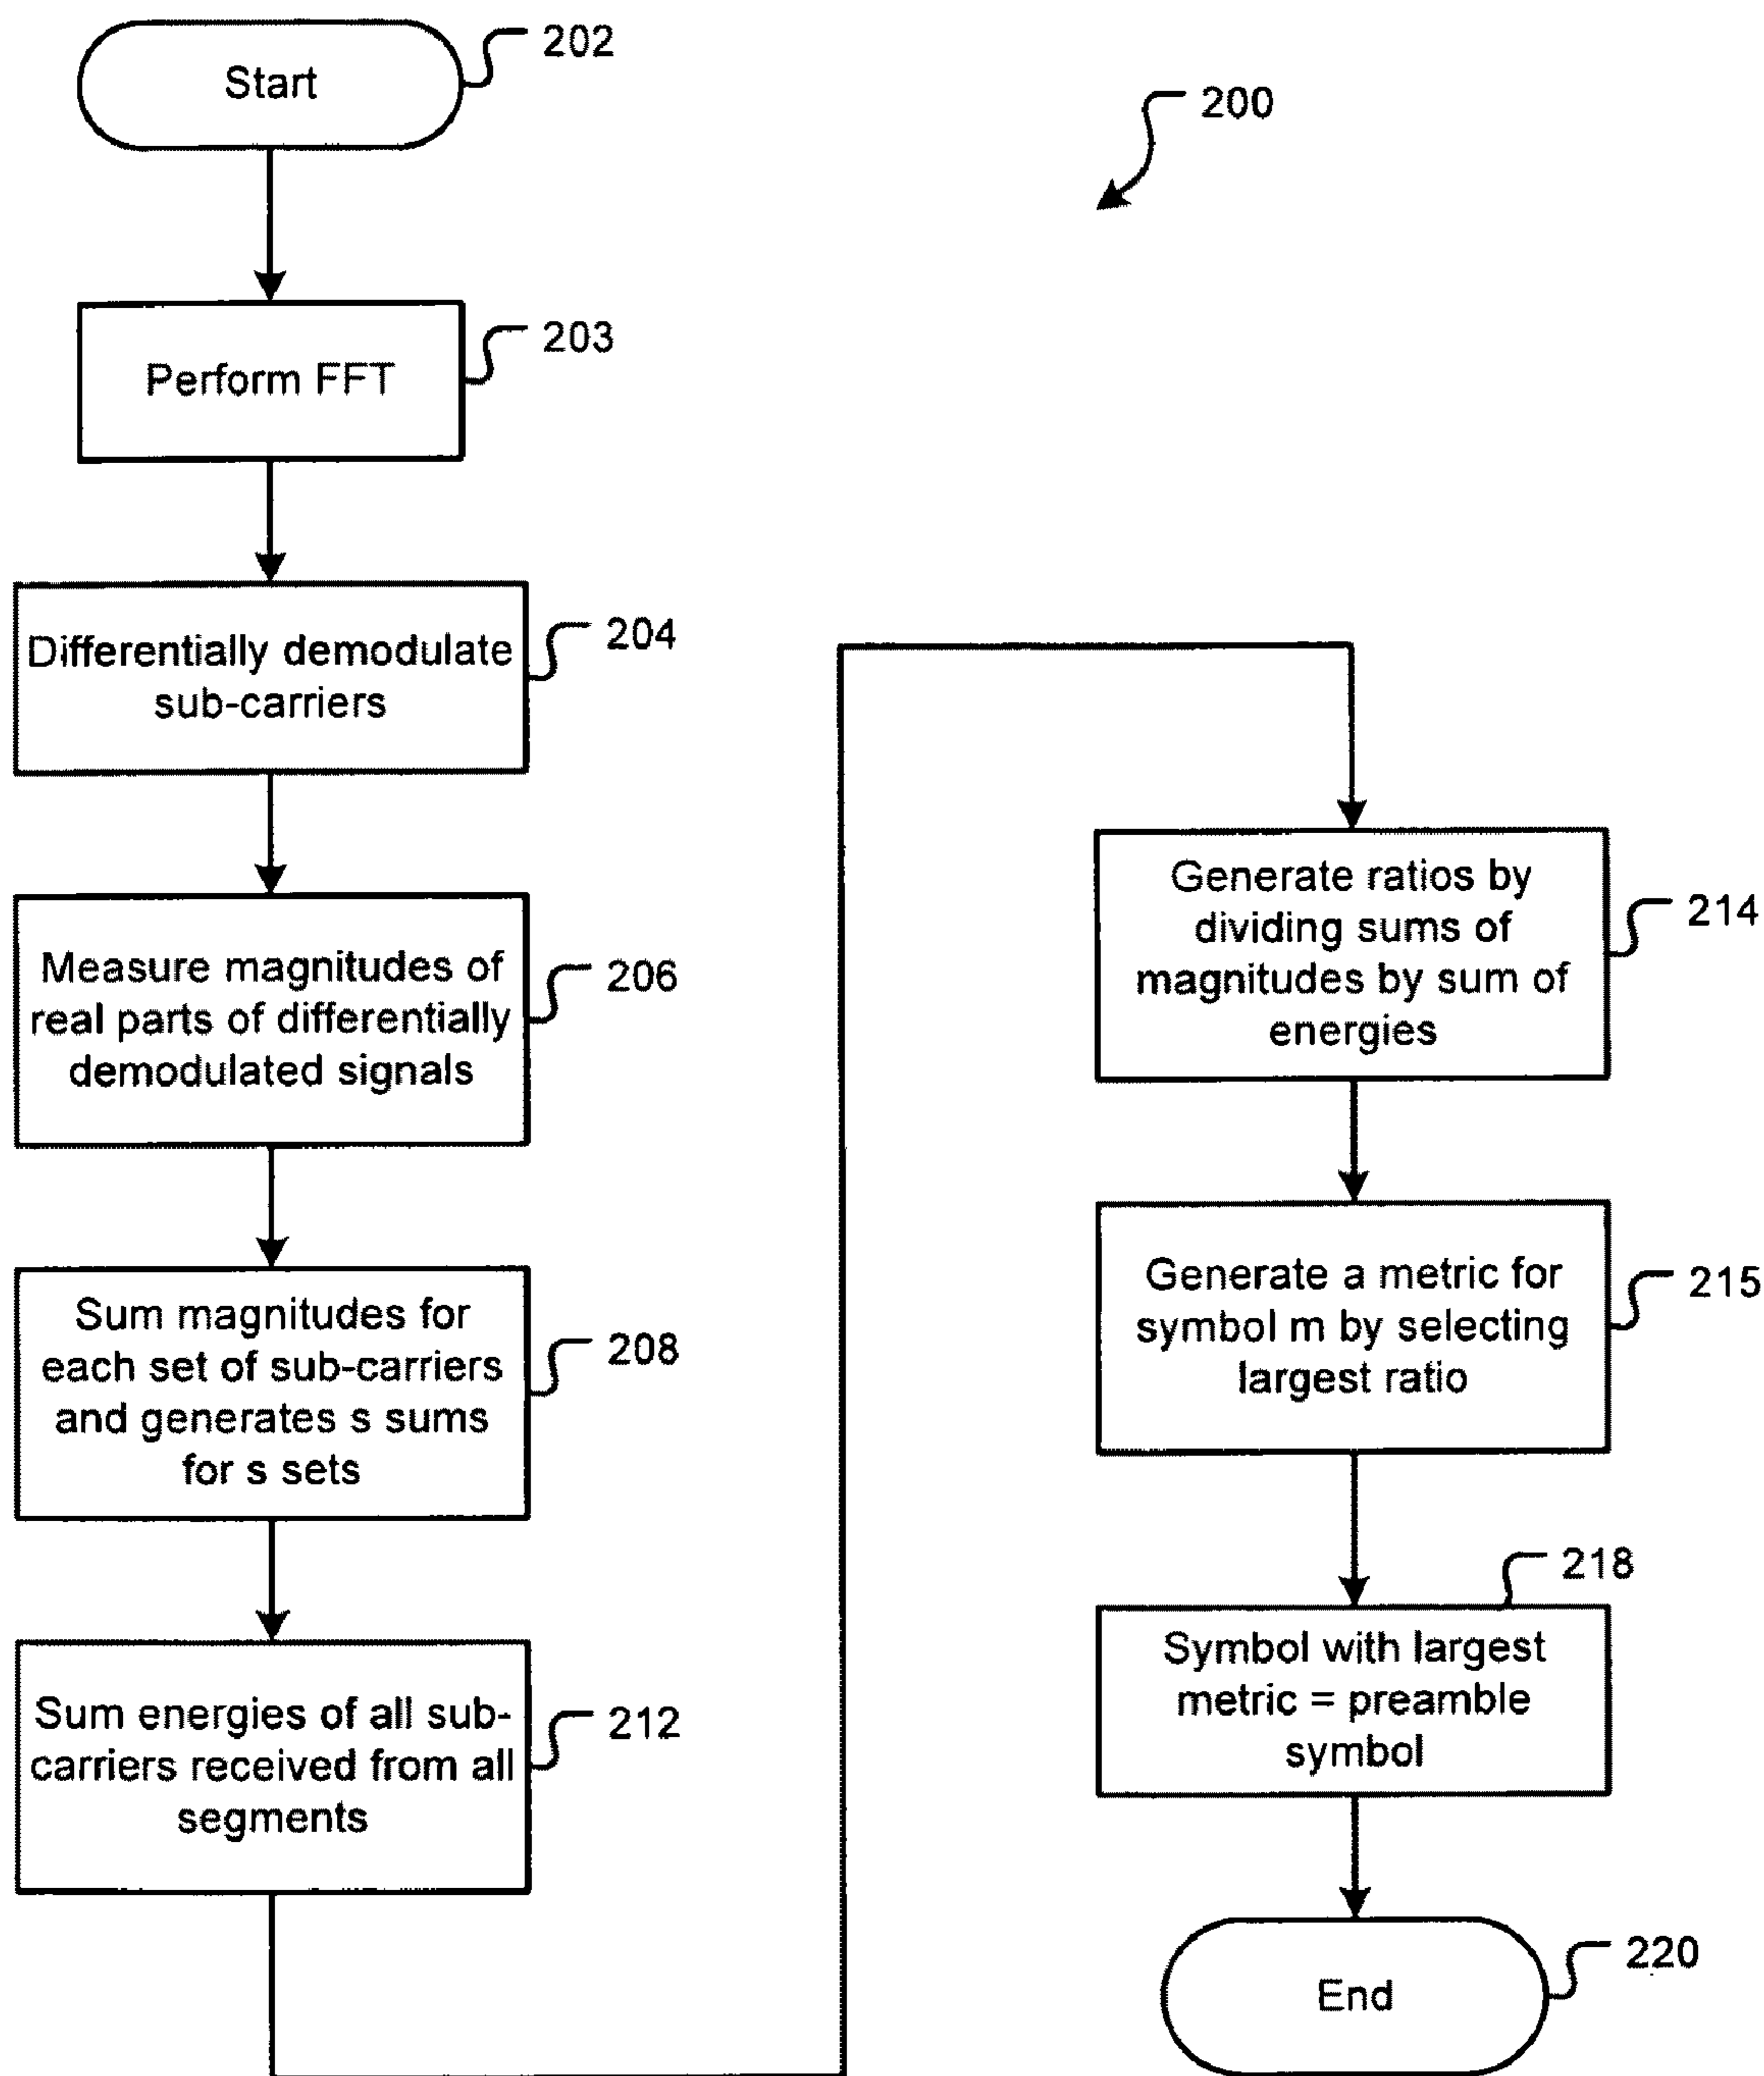 Start
202
200
Perform FFT
203
Differentially demodulate
sub-carriers
204
Measure magnitudes of
real parts of differentially
demodulated signals
206
Sum magnitudes for
each set of sub-carriers
and generates s sums
for s sets
208
Sum energies of all sub-
carriers received from all
segments
212
Generate ratios by
dividing sums of
magnitudes by sum of
energies
214
Generate a metric for
symbol m by selecting
largest ratio
215
218
Symbol with largest
metric = preamble
symbol
End
220